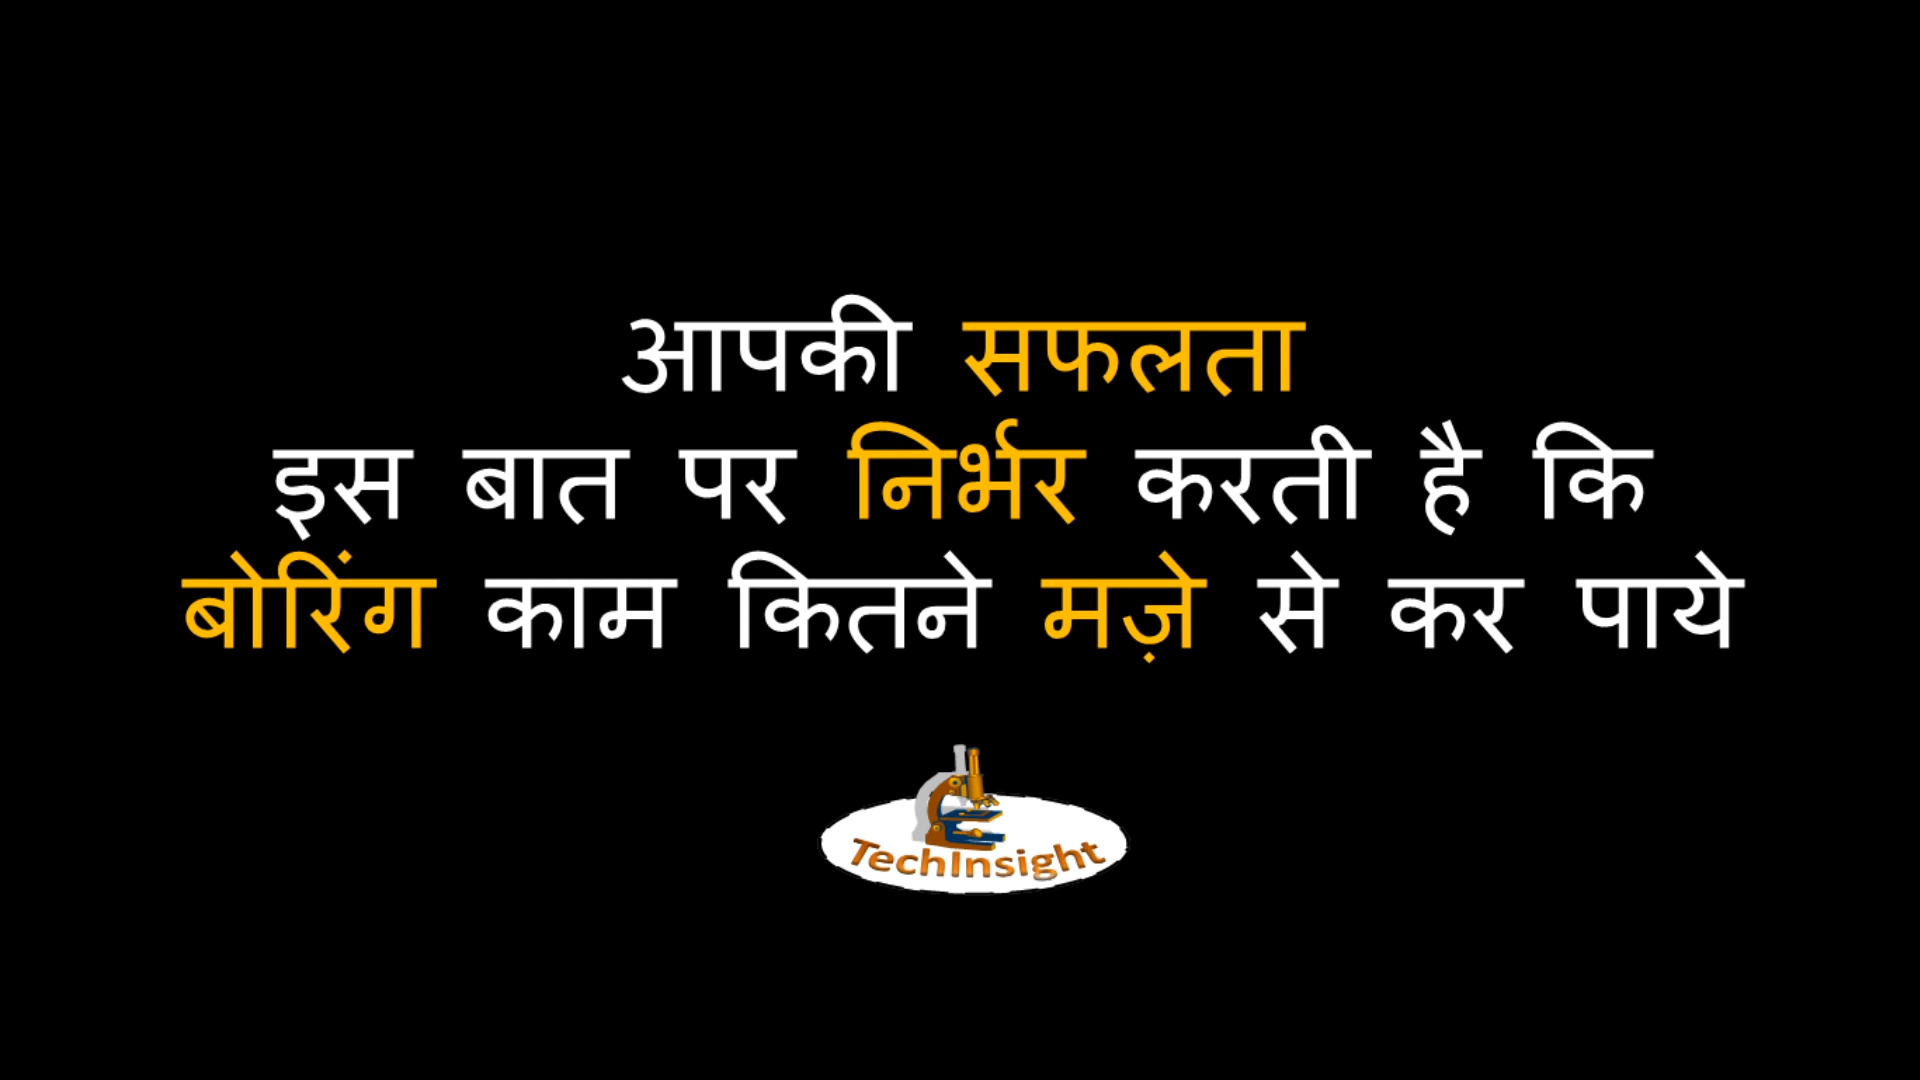 आपकी सफलता
इस बात पर निर्भर करती है कि
बोरिंग काम कितने मज़े से कर पाये
TechInsight